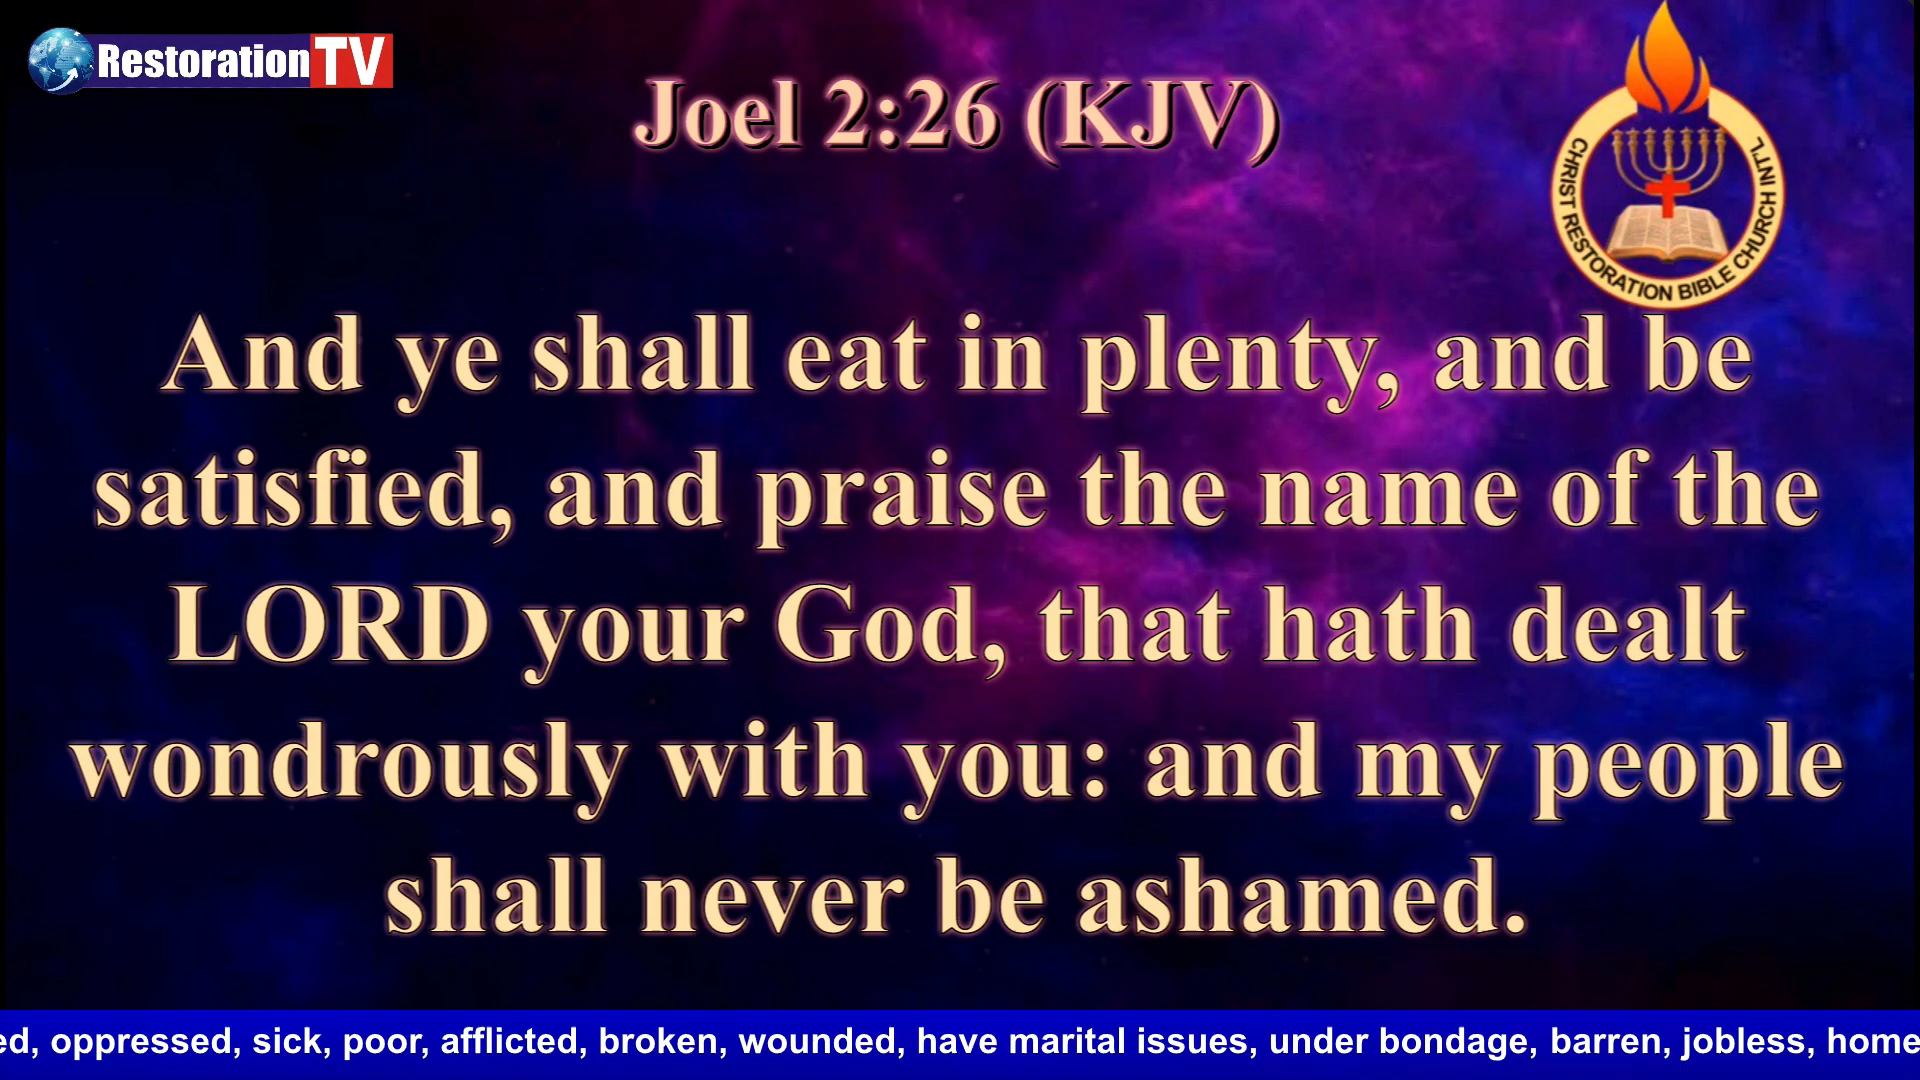 RestorationTV
Joel 2:26 (KJV)
CHRIST RESTORATION BIBLE CHURCH INT'L
And ye shall eat in plenty, and be
satisfied, and praise the name of the
LORD your God, that hath dealt
wondrously with you: and my people
shall never be ashamed.
ed, oppressed, sick, poor, afflicted, broken, wounded, have marital issues, under bondage, barren, jobless, home